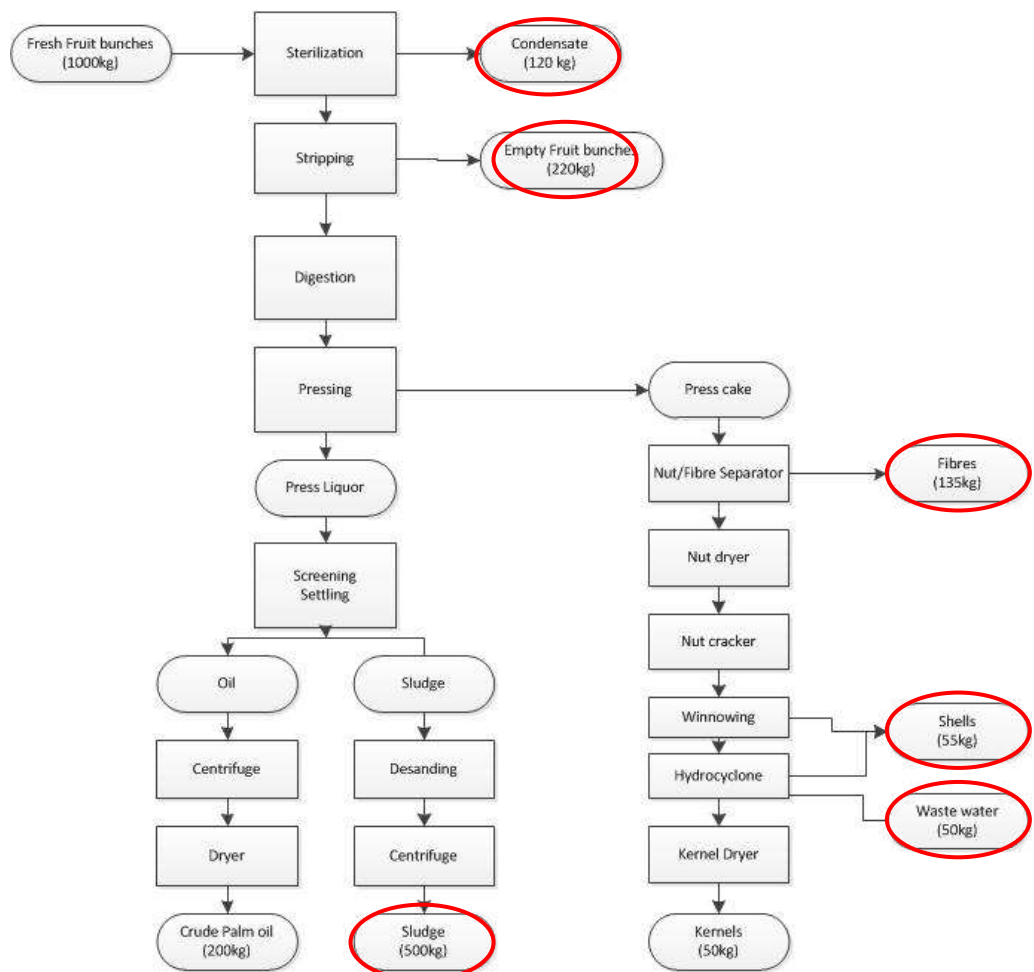 Fresh Fruit bunches
(1000kg)
Sterilization
Condensate
(120 kg)
Stripping
Empty Fruit bunches
(220kg)
Digestion
Pressing
Press cake
Press Liquor
Nut/Fibre Separator
Fibres
(135kg)
Nut dryer
Screening
Settling
Nut cracker
Oil
Sludge
Winnowing
Shells
(55kg)
Centrifuge
Desanding
Hydrocyclone
Waste water
(50kg)
Dryer
Centrifuge
Kernel Dryer
Crude Palm oil
(200kg)
Sludge
(500kg)
Kernels
(50kg)